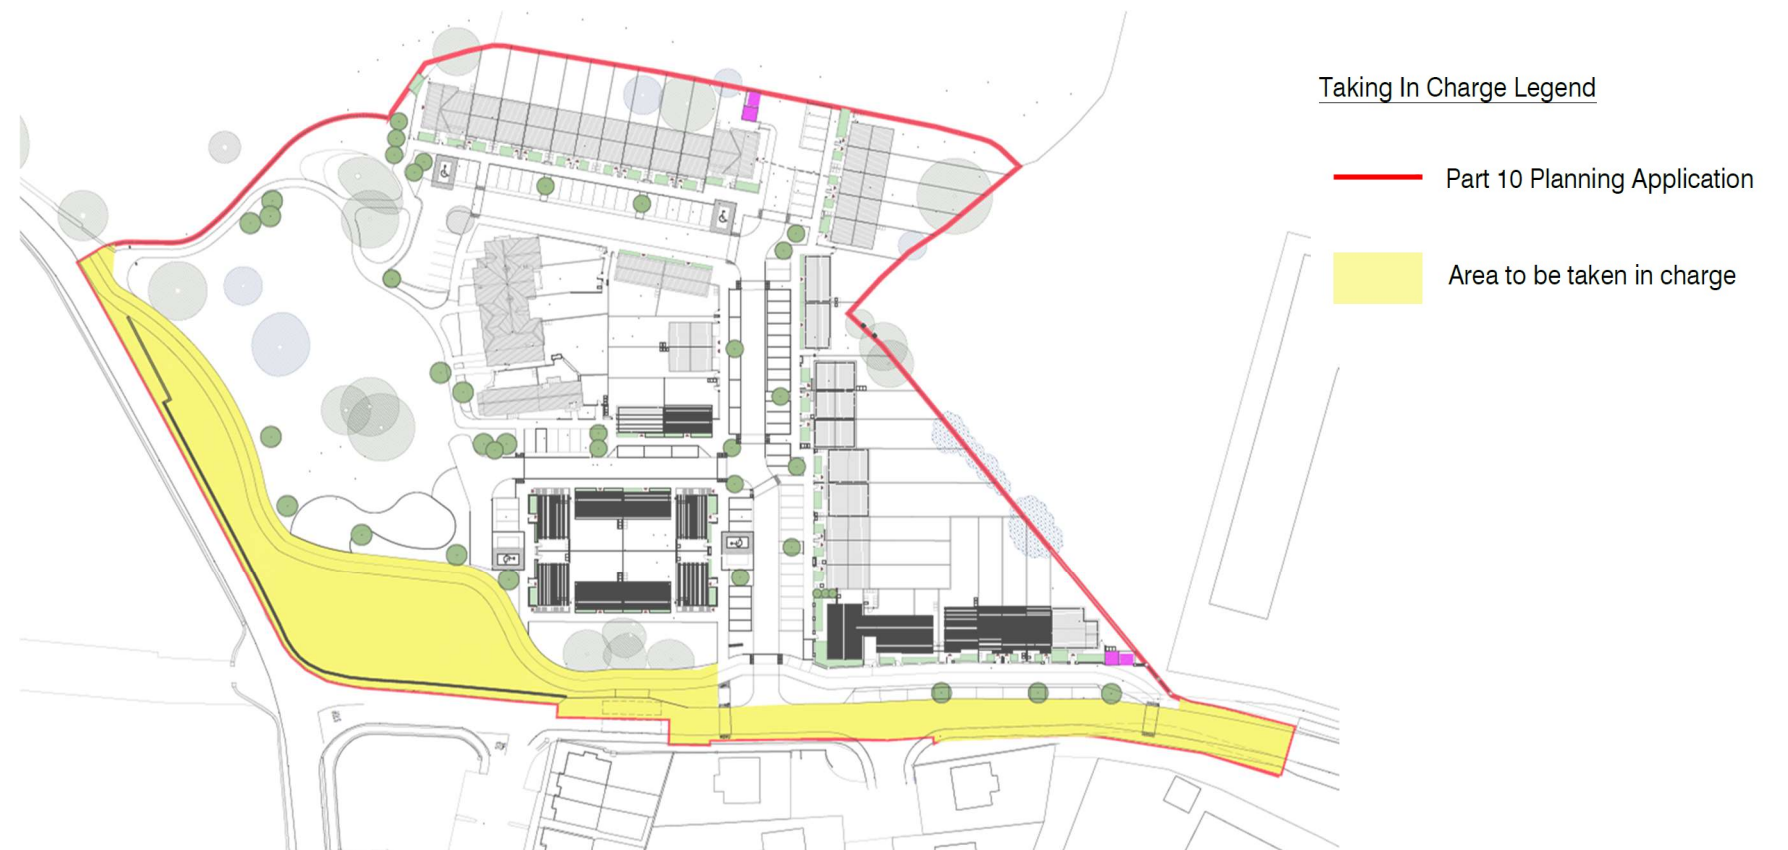 Taking In Charge Legend
Part 10 Planning Application
Area to be taken in charge